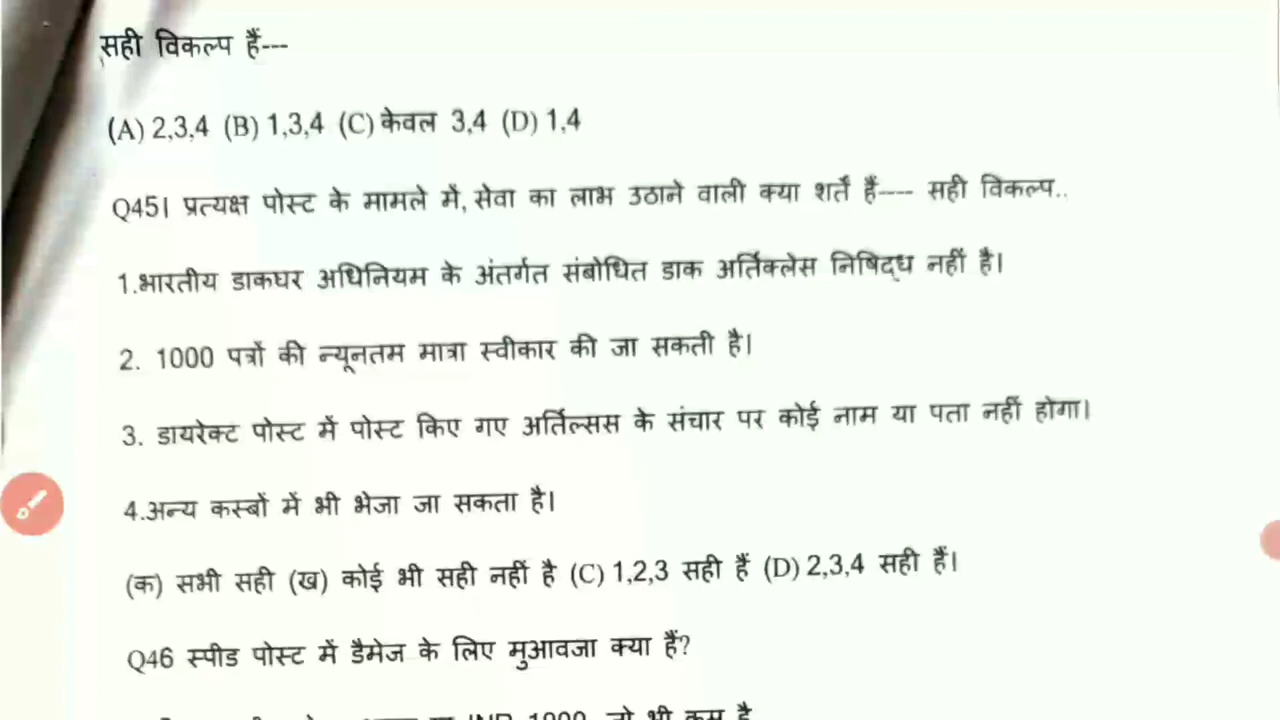 सही विकल्प हैं---
(A) 2,3,4 (B) 1,3,4 (C) केवल 3,4 (D) 1,4
Q45। प्रत्यक्ष पोस्ट के मामले में, सेवा का लाभ उठाने वाली क्या शर्तें हैं---- सही विकल्प..
1.भारतीय डाकघर अधिनियम के अंतर्गत संबोधित डाक अर्तिक्लेस निषिद्ध नहीं है।
2. 1000 पत्रों की न्यूनतम मात्रा स्वीकार की जा सकती है।
3. डायरेक्ट पोस्ट में पोस्ट किए गए अर्तिल्सस के संचार पर कोई नाम या पता नहीं होगा।
4.अन्य कस्बों में भी भेजा जा सकता है।
(क) सभी सही (ख) कोई भी सही नहीं है (C) 1,2,3 सही हैं (D) 2,3,4 सही हैं।
Q46 स्पीड पोस्ट में डैमेज के लिए मुआवजा क्या हैं?
INR 1000, जो भी कम है